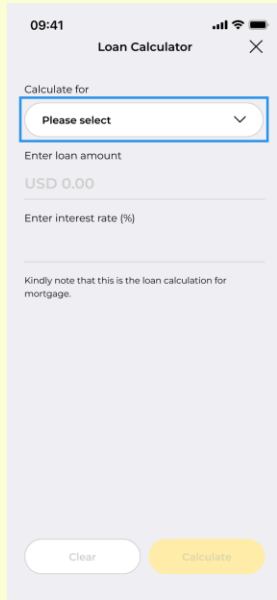 09:41
Loan Calculator
Calculate for
Please select
Enter loan amount
USD 0.00
Enter interest rate (%)
Kindly note that this is the loan calculation for
mortgage.
Clear
Calculate